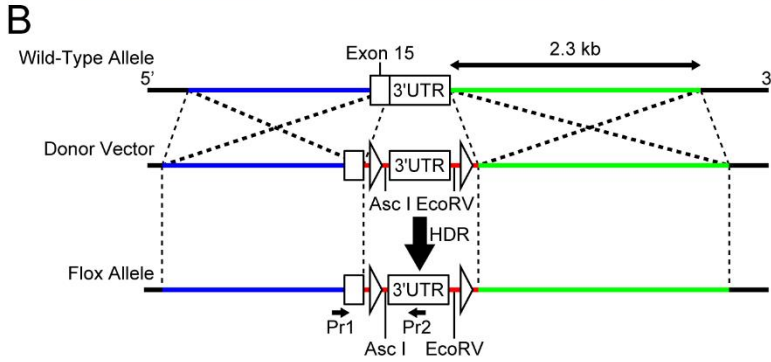 B
Exon 15
2.3 kb
Wild-Type Allele
5’
3
3'UTR
Donor Vector
3'UTR
Asc I EcoRV
HDR
Flox Allele
3'UTR
Pr1
Pr2
Asc I
EcoRV